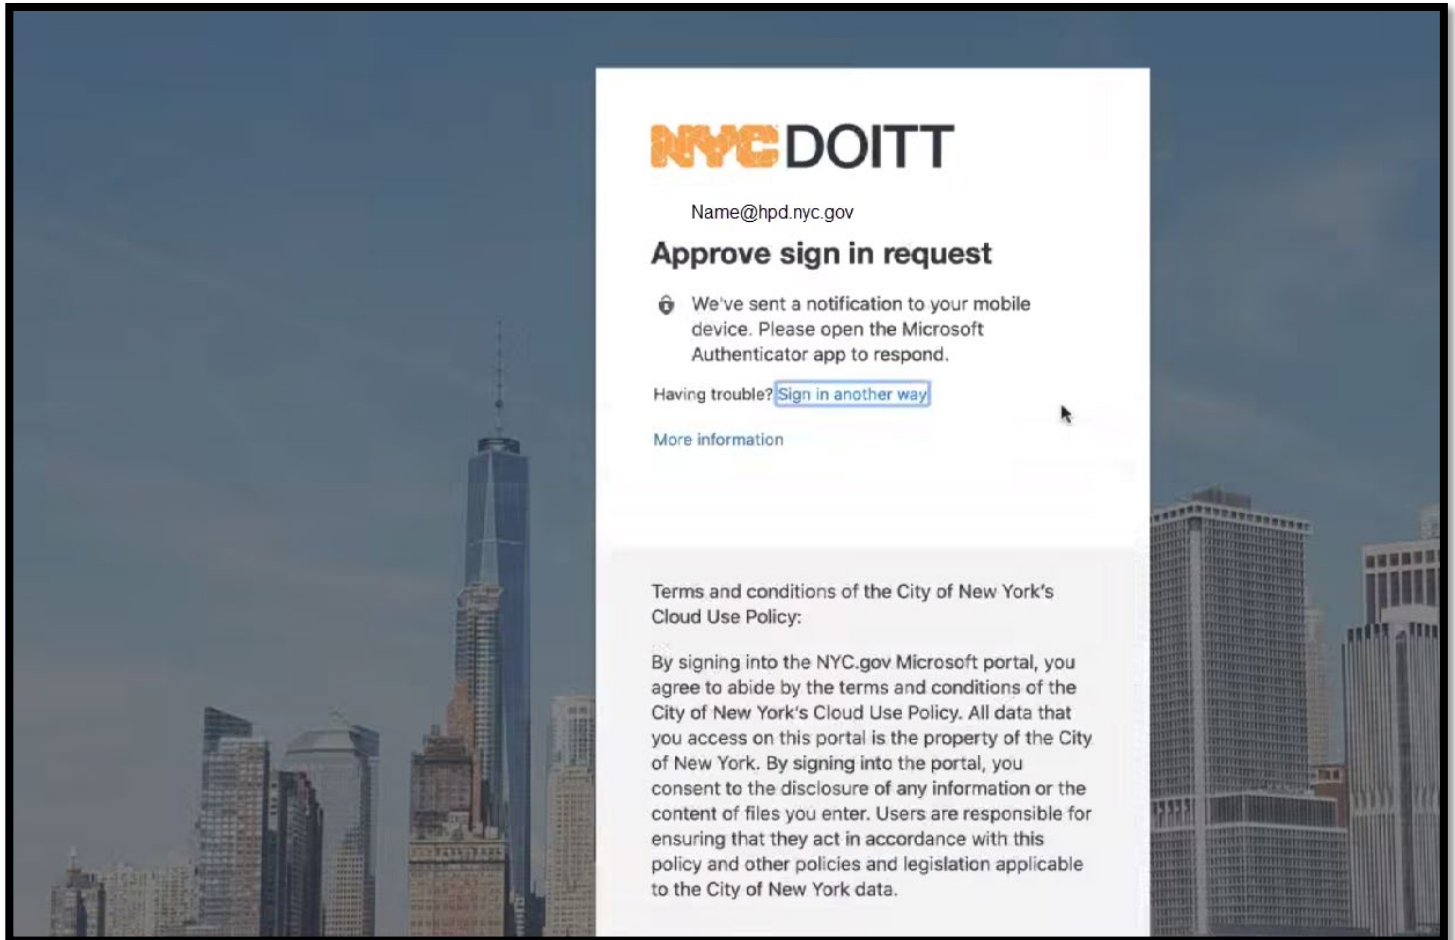 NYC DOITT
Name@hpd.nyc.gov
Approve sign in request
We've sent a notification to your mobile
device. Please open the Microsoft
Authenticator app to respond.
Having trouble? Sign in another way
More information
Terms and conditions of the City of New York's
Cloud Use Policy:
By signing into the NYC.gov Microsoft portal, you
agree to abide by the terms and conditions of the
City of New York's Cloud Use Policy. All data that
you access on this portal is the property of the City
of New York. By signing into the portal, you
consent to the disclosure of any information or the
content of files you enter. Users are responsible for
ensuring that they act in accordance with this
policy and other policies and legislation applicable
to the City of New York data.